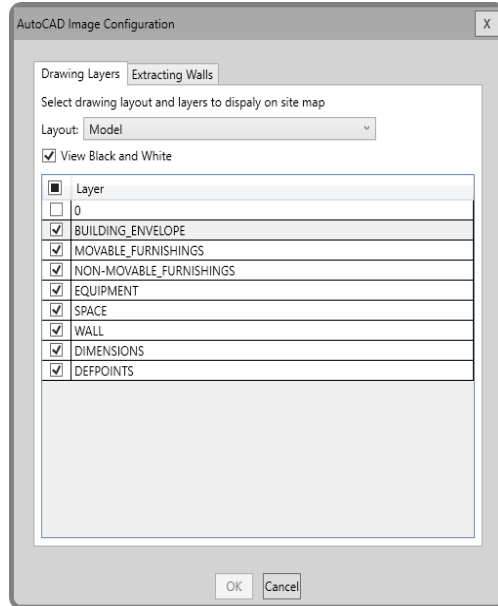 AutoCAD Image Configuration X
Drawing Layers Extracting Walls
Select drawing layout and layers to dispaly on site map
Layout: Model
View Black and White
Layer
0
BUILDING_ENVELOPE
MOVABLE_FURNISHINGS
NON-MOVABLE_FURNISHINGS
EQUIPMENT
SPACE
WALL
DIMENSIONS
DEFPOINTS
OK Cancel